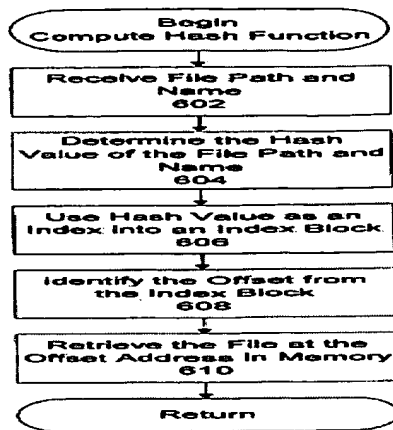 Begin
Compute Hash Function
Receive File Path and
Name
602
Determine the Hash
Value of the File Path and
Name
604
Use Hash Value as an
Index into an Index Block
606
Identify the Offset from
the Index Block
608
Retrieve the File at the
Offset Address in Memory
610
Return